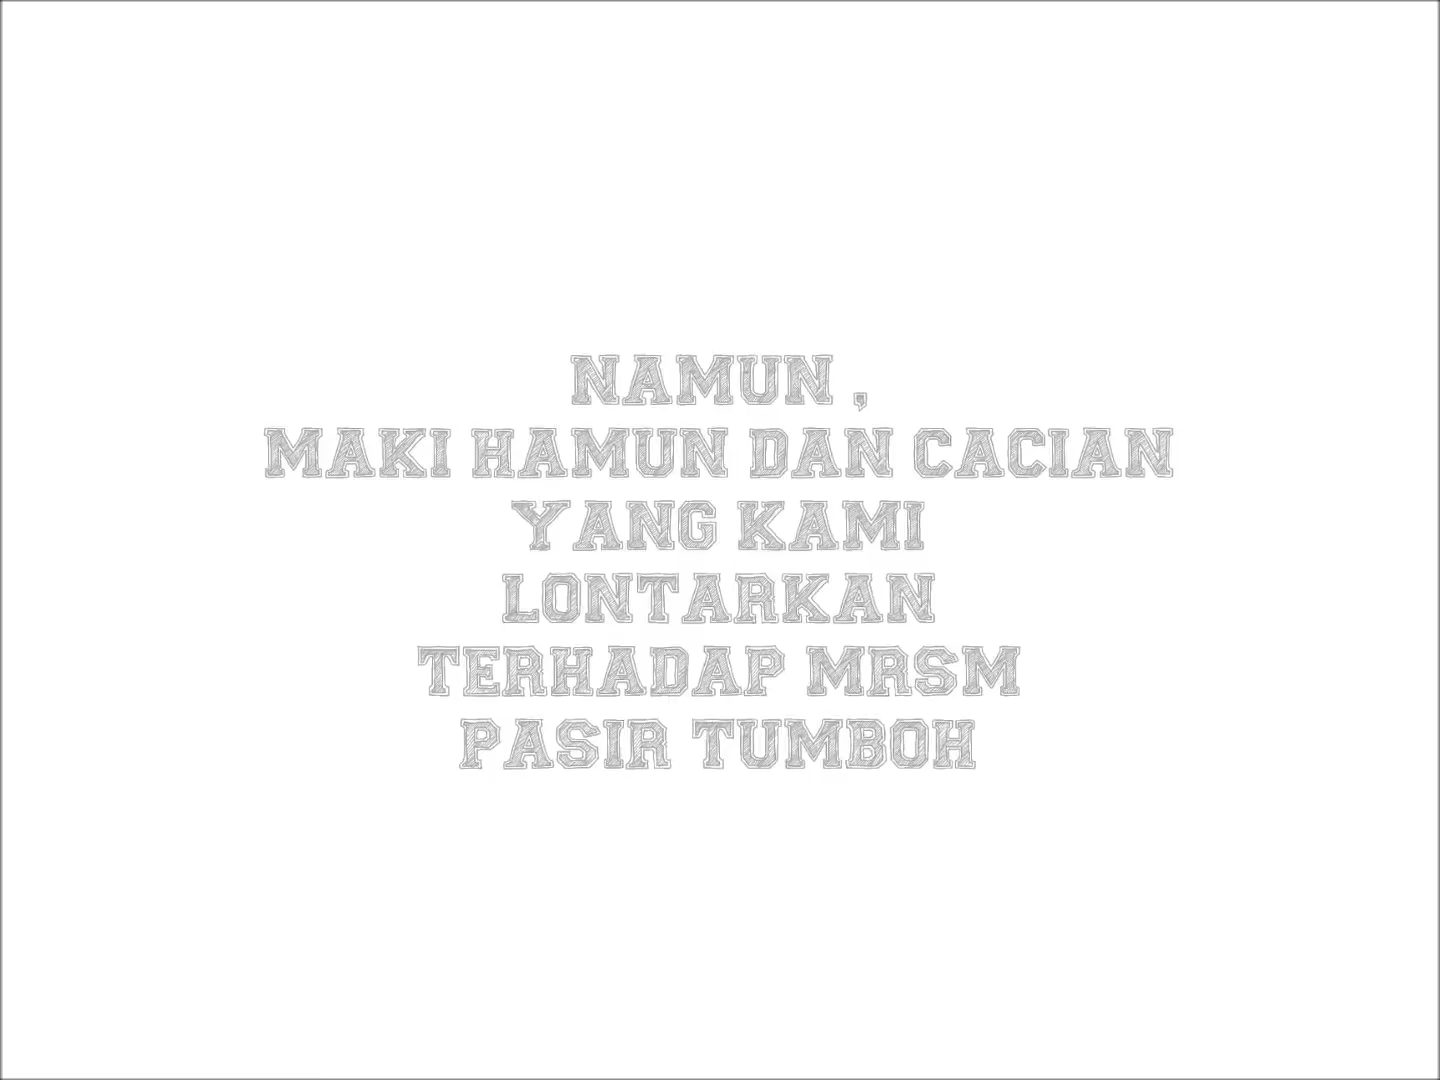 NAMUN ,
MAKI HAMUN DAN CACIAN
YANG KAMI
LONTARKAN
TERHADAP MRSM
PASIR TUMBOH